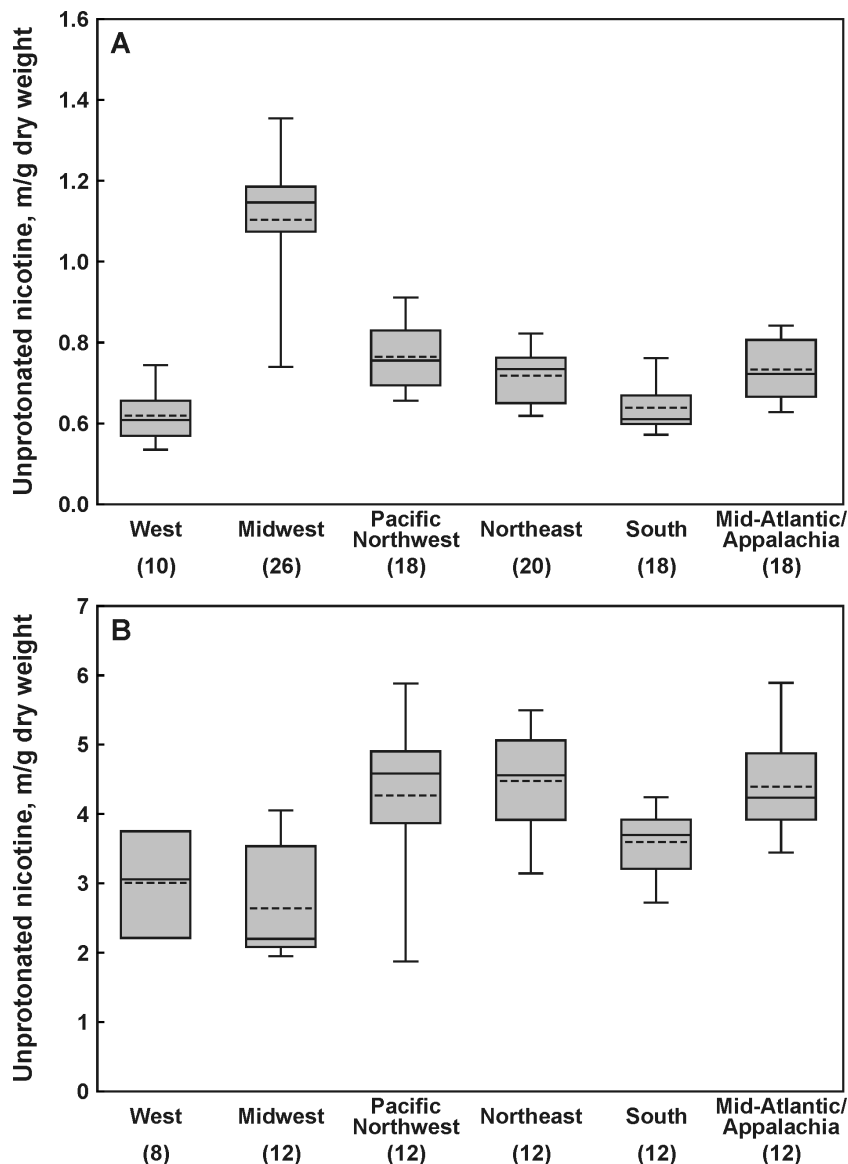 A
Unprotonated nicotine, m/g dry weight
1.6
1.4
1.2
1.0
0.8
0.6
0.0
West
Midwest
Pacific
Northwest
Northeast
South
Mid-Atlantic/
Appalachia
(10)
(26)
(18)
(20)
(18)
(18)
B
Unprotonated nicotine, m/g dry weight
7
6
5
4
3
2
1
0
West
Midwest
Pacific
Northwest
Northeast
South
Mid-Atlantic/
Appalachia
(8)
(12)
(12)
(12)
(12)
(12)